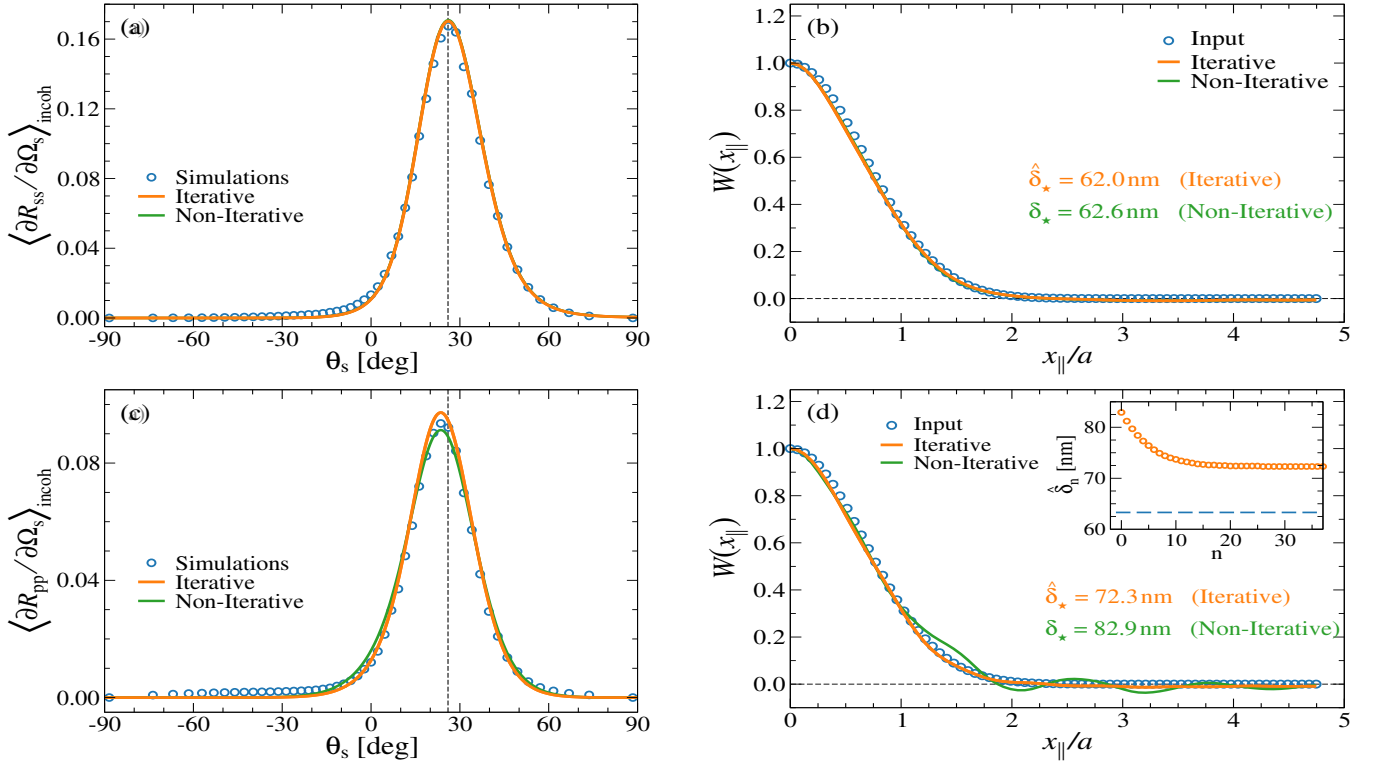 (a)
⟨∂R_ss/∂Ω_s⟩_incoh
0.16
0.12
0.08
0.04
0.00
Simulations
Iterative
Non-Iterative
-90 -60 -30 0 30 60 90
θ_s [deg]
(b)
W(x_||)
1.2
1.0
0.8
0.6
0.4
0.2
0.0
Input
Iterative
Non-Iterative
δ̂_⋆ = 62.0 nm (Iterative)
δ_⋆ = 62.6 nm (Non-Iterative)
0 1 2 3 4 5
x_||/a
(c)
⟨∂R_pp/∂Ω_s⟩_incoh
0.08
0.04
0.00
Simulations
Iterative
Non-Iterative
-90 -60 -30 0 30 60 90
θ_s [deg]
(d)
W(x_||)
1.2
1.0
0.8
0.6
0.4
0.2
0.0
Input
Iterative
Non-Iterative
δ̂_n [nm]
80
70
60
0 10 20 30
n
δ̂_⋆ = 72.3 nm (Iterative)
δ_⋆ = 82.9 nm (Non-Iterative)
0 1 2 3 4 5
x_||/a